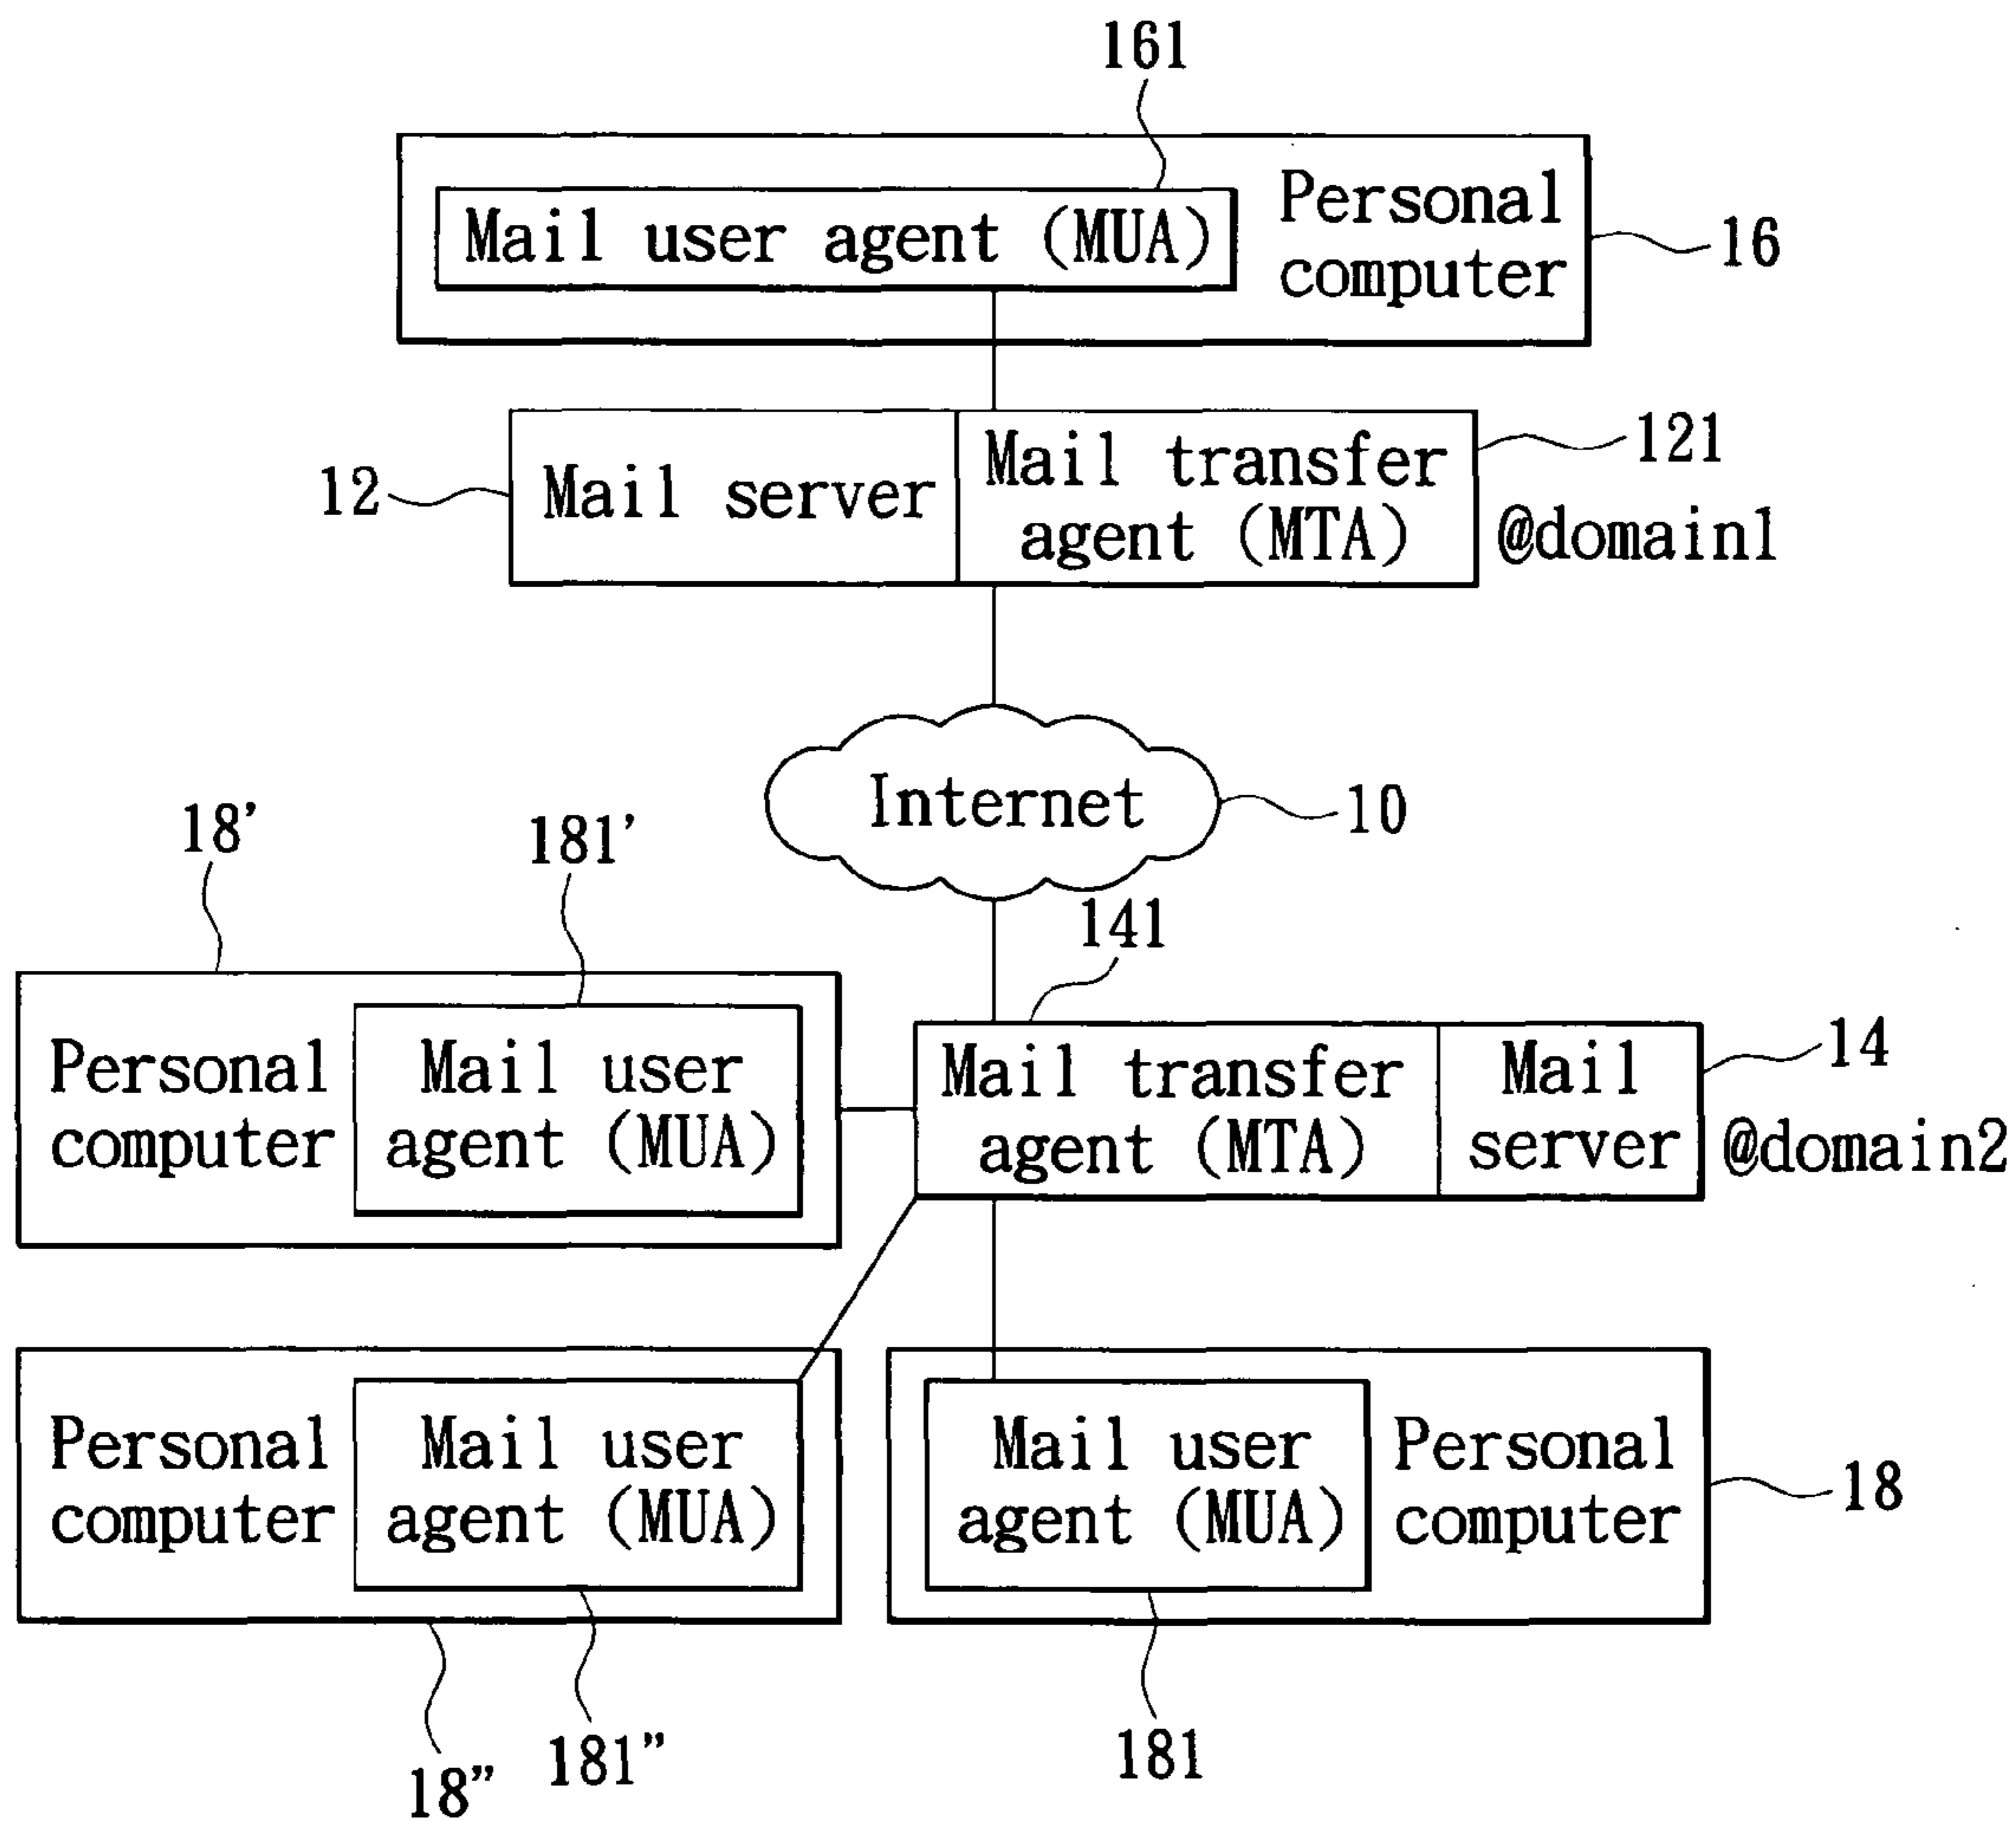 161
Mail user agent (MUA)
Personal
computer
16
12
Mail server
Mail transfer
agent (MTA)
121
@domain1
Internet
10
18'
181'
141
Personal
computer
Mail user
agent (MUA)
Mail transfer
agent (MTA)
Mail
server
14
@domain2
Personal
computer
Mail user
agent (MUA)
Mail user
agent (MUA)
Personal
computer
18
18”
181”
181